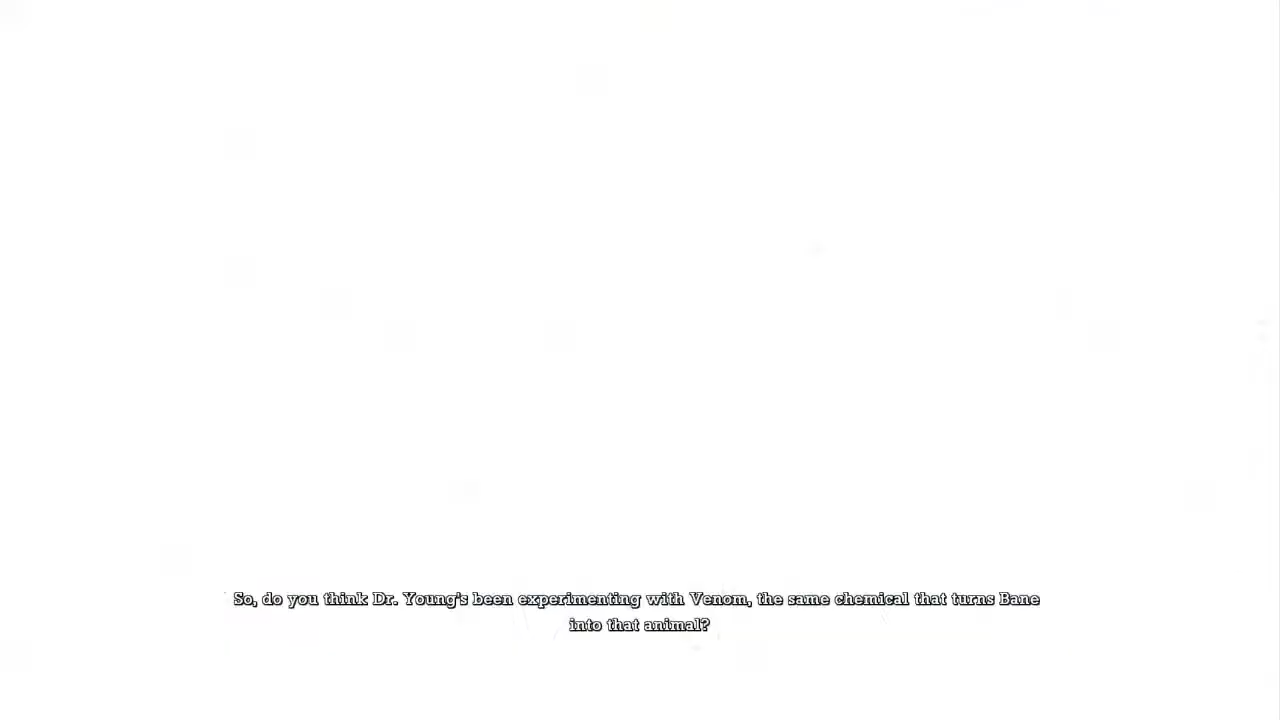 So, do you think Dr. Young's been experimenting with Venom, the same chemical that turns Bane
into that animal?